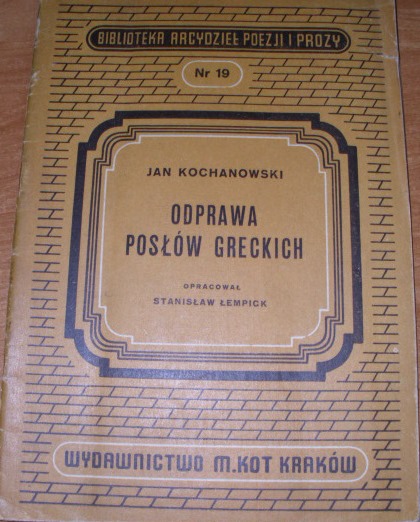 BIBLIOTEKA ARCYDZIEŁ POEZJI I PROZY
Nr 19
JAN KOCHANOWSKI
ODPRAWA
POSŁÓW GRECKICH
OPRACOWAŁ
STANISŁAW ŁEMPICK
WYDAWNICTWO M.KOT KRAKÓW